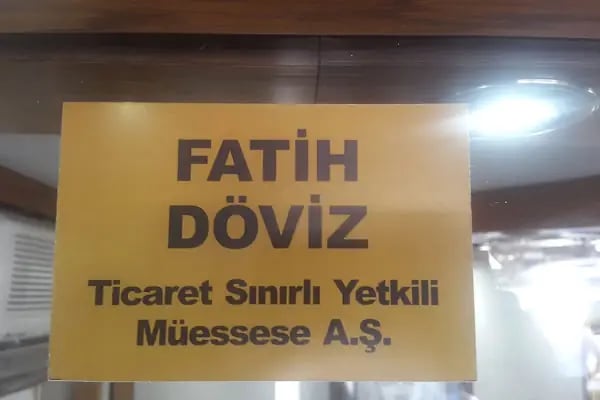 FATİH
DÖVİZ
Ticaret Sınırlı Yetkili
Müessese A.Ş.